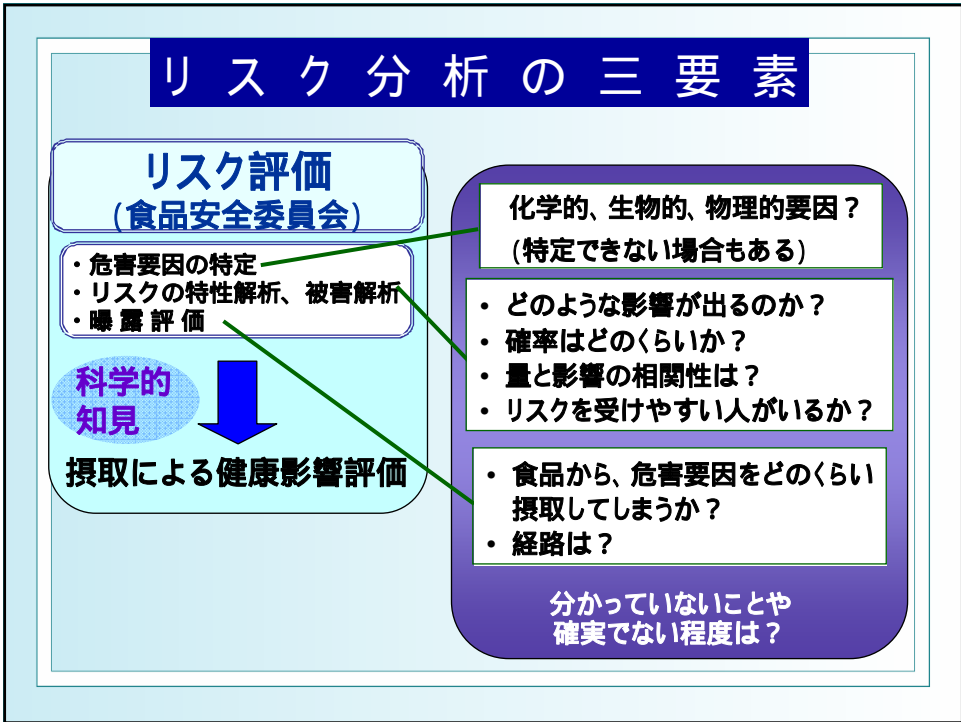 リスク分析の三要素
リスク評価
(食品安全委員会)
・危害要因の特定
・リスクの特性解析、被害解析
・曝露評価
科学的
知見
摂取による健康影響評価
化学的、生物的、物理的要因？
(特定できない場合もある)
・ どのような影響が出るのか？
・ 確率はどのくらいか？
・ 量と影響の相関性は？
・ リスクを受けやすい人がいるか？
・ 食品から、危害要因をどのくらい
摂取してしまうか？
・ 経路は？
分かっていないことや
確実でない程度は？